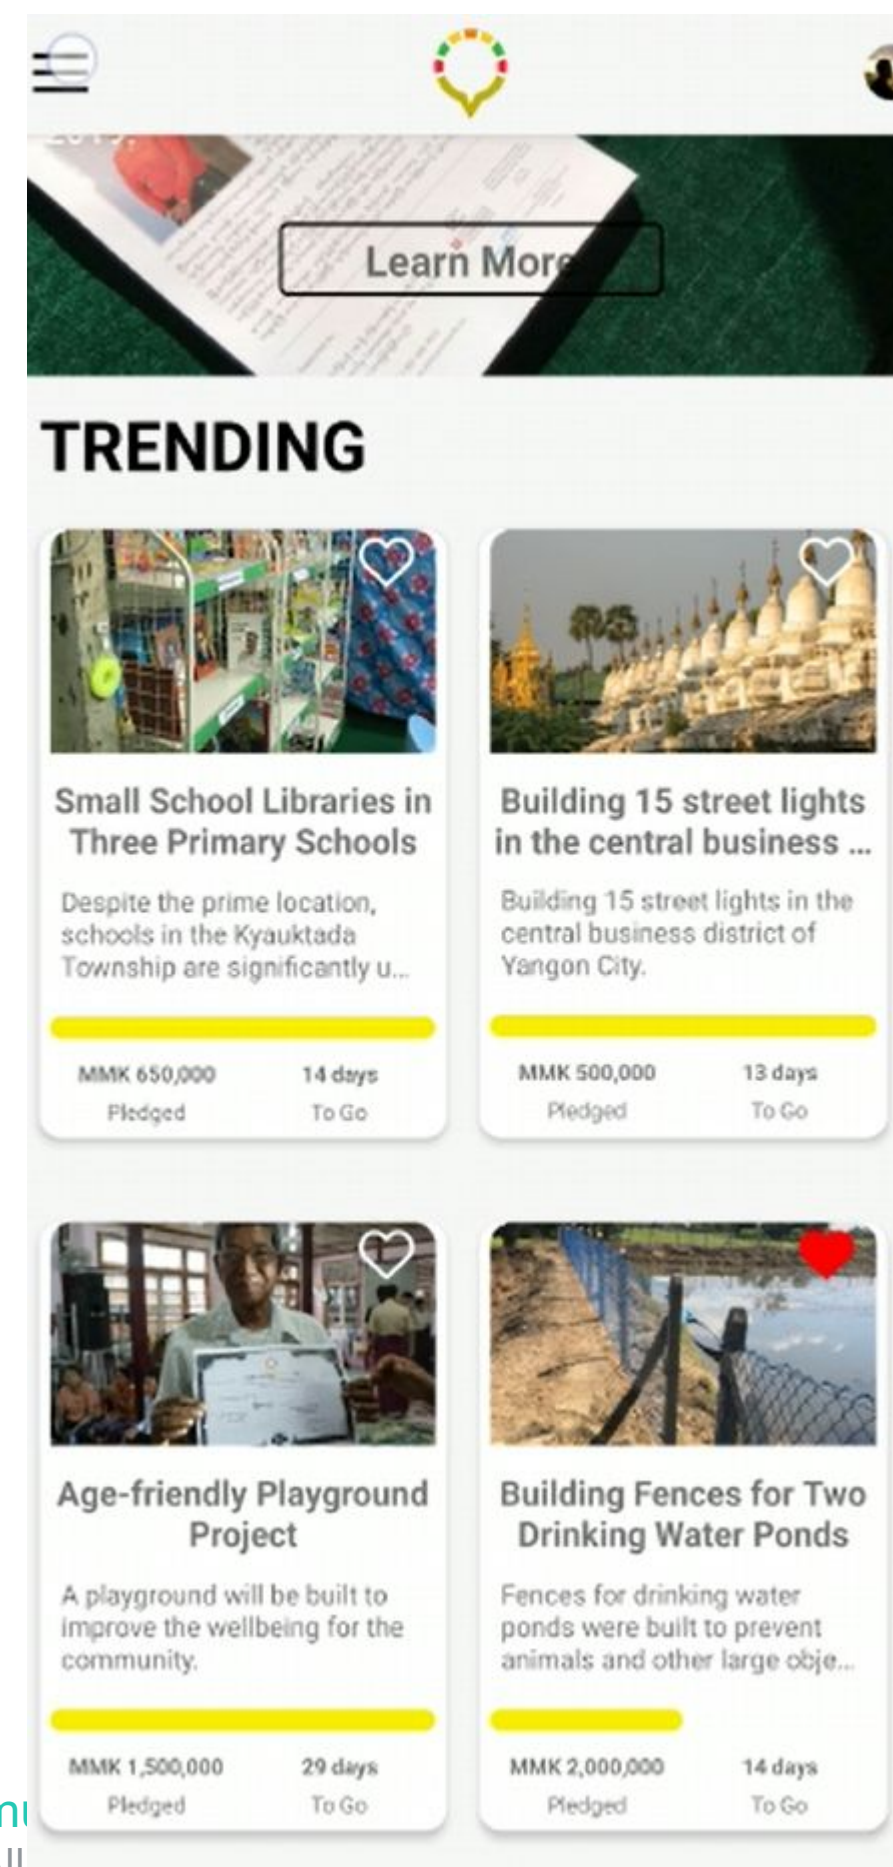 2019.
Learn More
TRENDING
Small School Libraries in
Three Primary Schools
Despite the prime location,
schools in the Kyauktada
Township are significantly u...
MMK 650,000
14 days
Pledged
To Go
Building 15 street lights
in the central business ...
Building 15 street lights in the
central business district of
Yangon City.
MMK 500,000
13 days
Pledged
To Go
Age-friendly Playground
Project
A playground will be built to
improve the wellbeing for the
community.
MMK 1,500,000
29 days
Pledged
To Go
Building Fences for Two
Drinking Water Ponds
Fences for drinking water
ponds were built to prevent
animals and other large obje...
MMK 2,000,000
14 days
Pledged
To Go